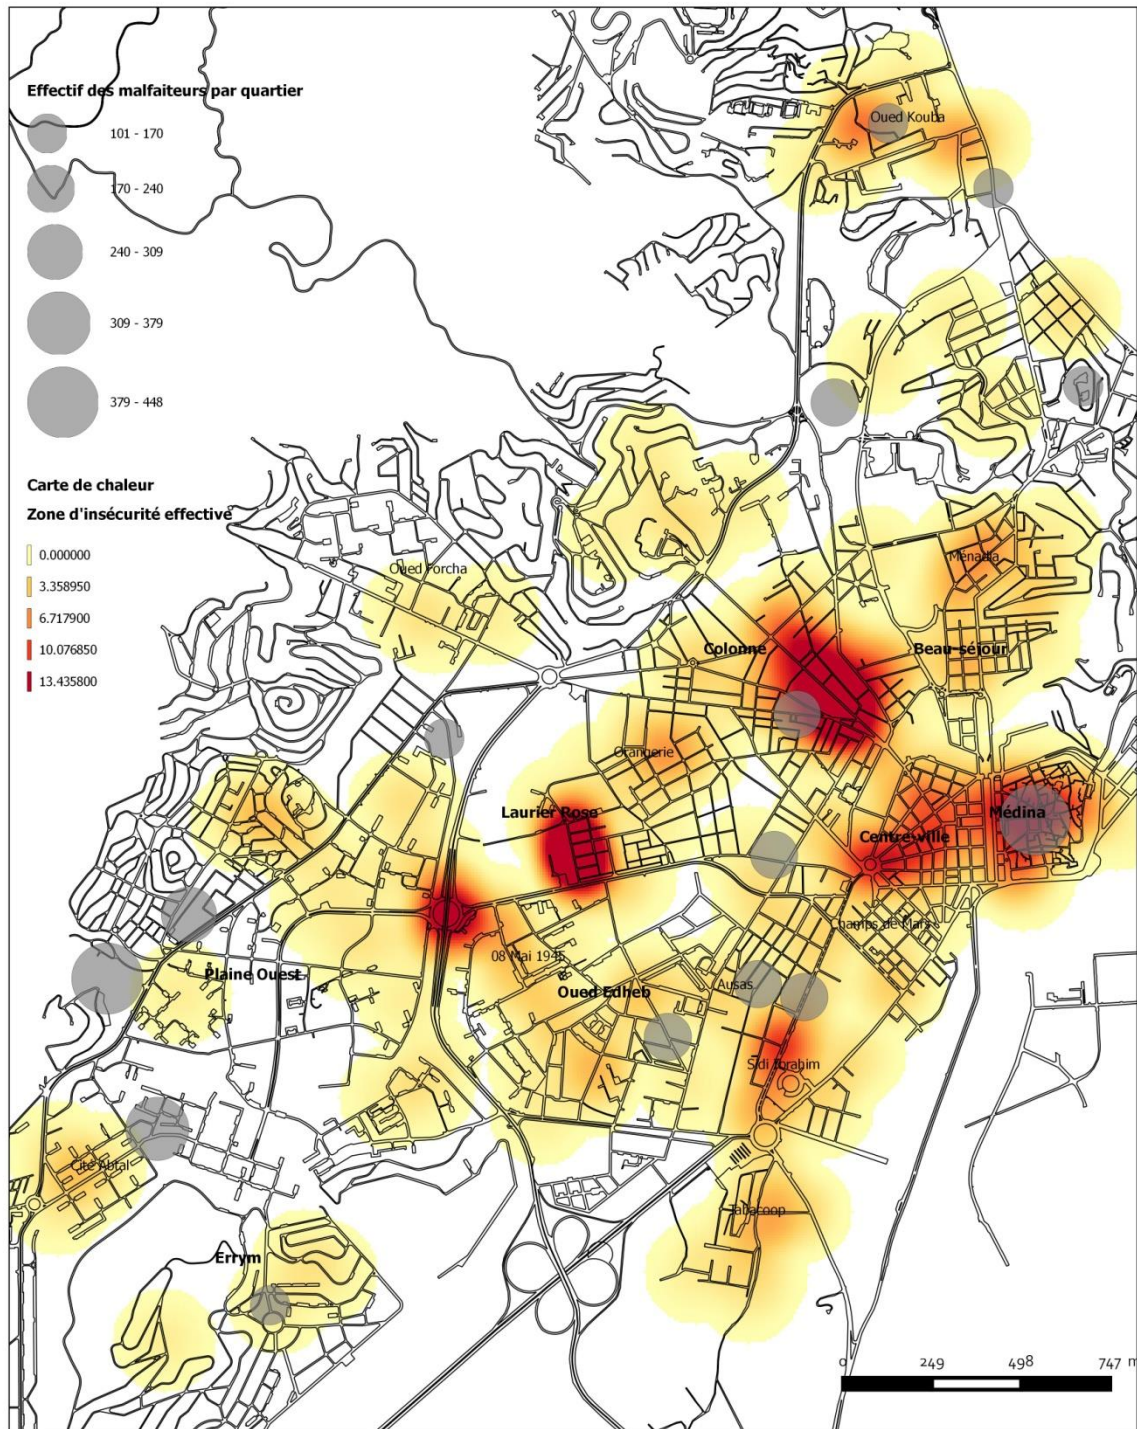 Effectif des malfaiteurs par quartier
101 - 170
170 - 240
240 - 309
309 - 379
379 - 448
Carte de chaleur
Zone d'insécurité effective
0.000000
3.358950
6.717900
10.076850
13.435800
Oued Kouba
Ménadia
Oued Forcha
Colonne
Beau-séjour
Orangerie
Laurier Rose
Médina
Centre-ville
Champs de Mars
08 Mai 1945
Plaine Ouest
Ausas
Oued Edheb
Sidi Ibrahim
Cité Abtal
Tabacoop
Errym
0 249 498 747 m